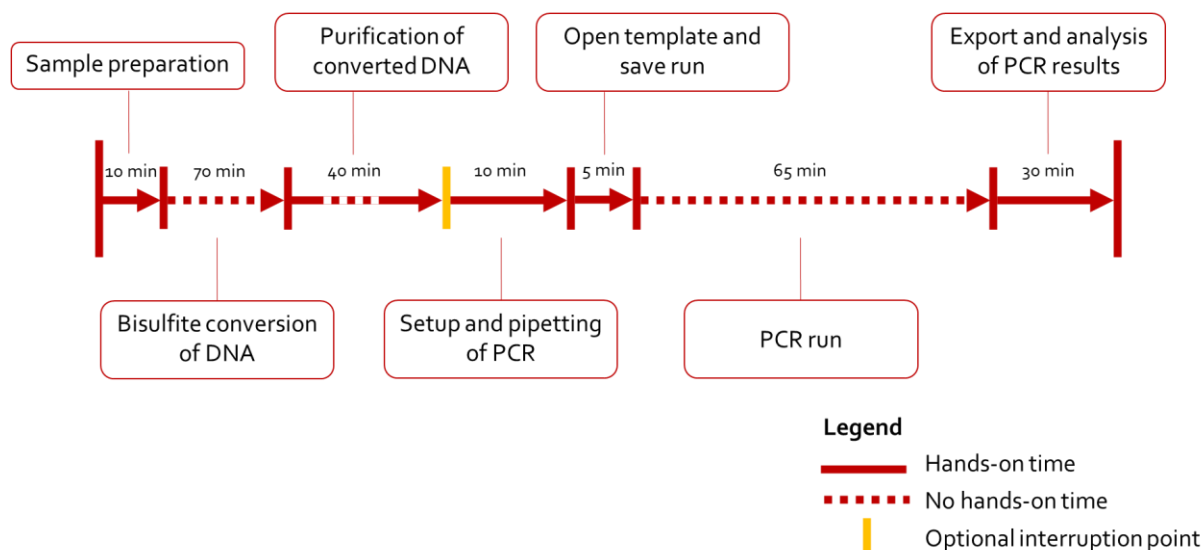 Sample preparation
Purification of
converted DNA
Open template and
save run
Export and analysis
of PCR results
10 min
70 min
40 min
10 min
5 min
65 min
30 min
Bisulfite conversion
of DNA
Setup and pipetting
of PCR
PCR run
Legend
Hands-on time
No hands-on time
Optional interruption point